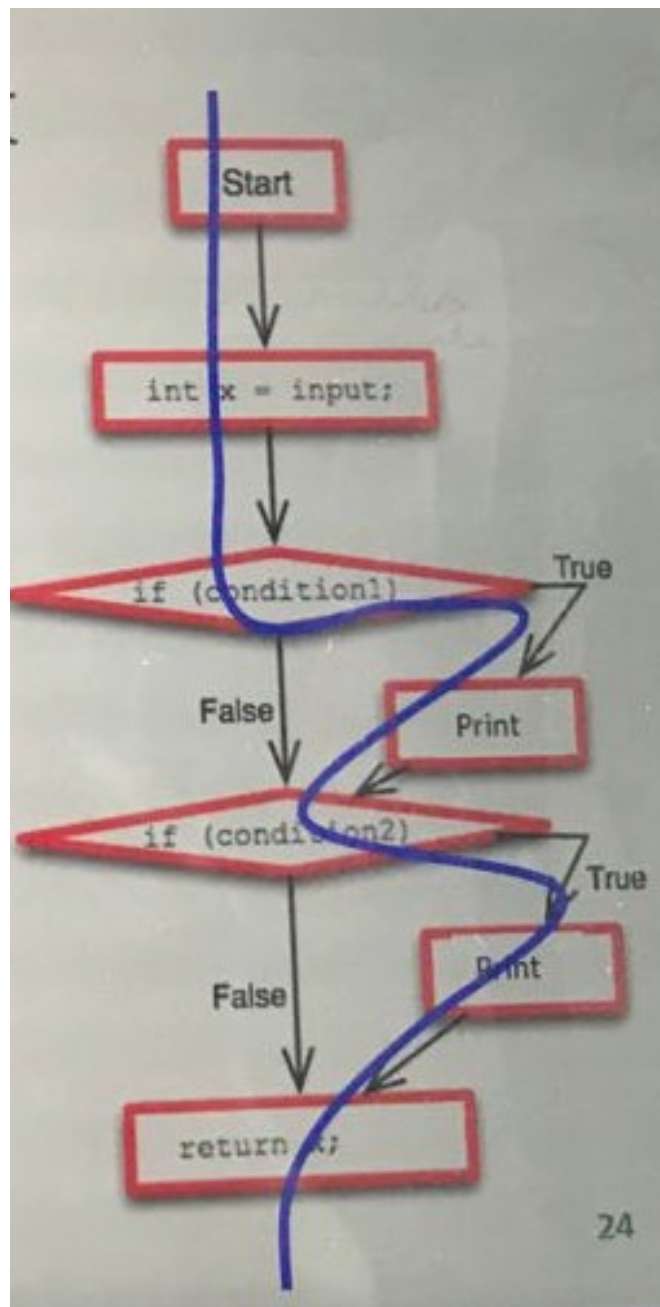 Start
int x = input;
if (condition1)
True
False
Print
if (condition2)
True
False
Print
return x;
24